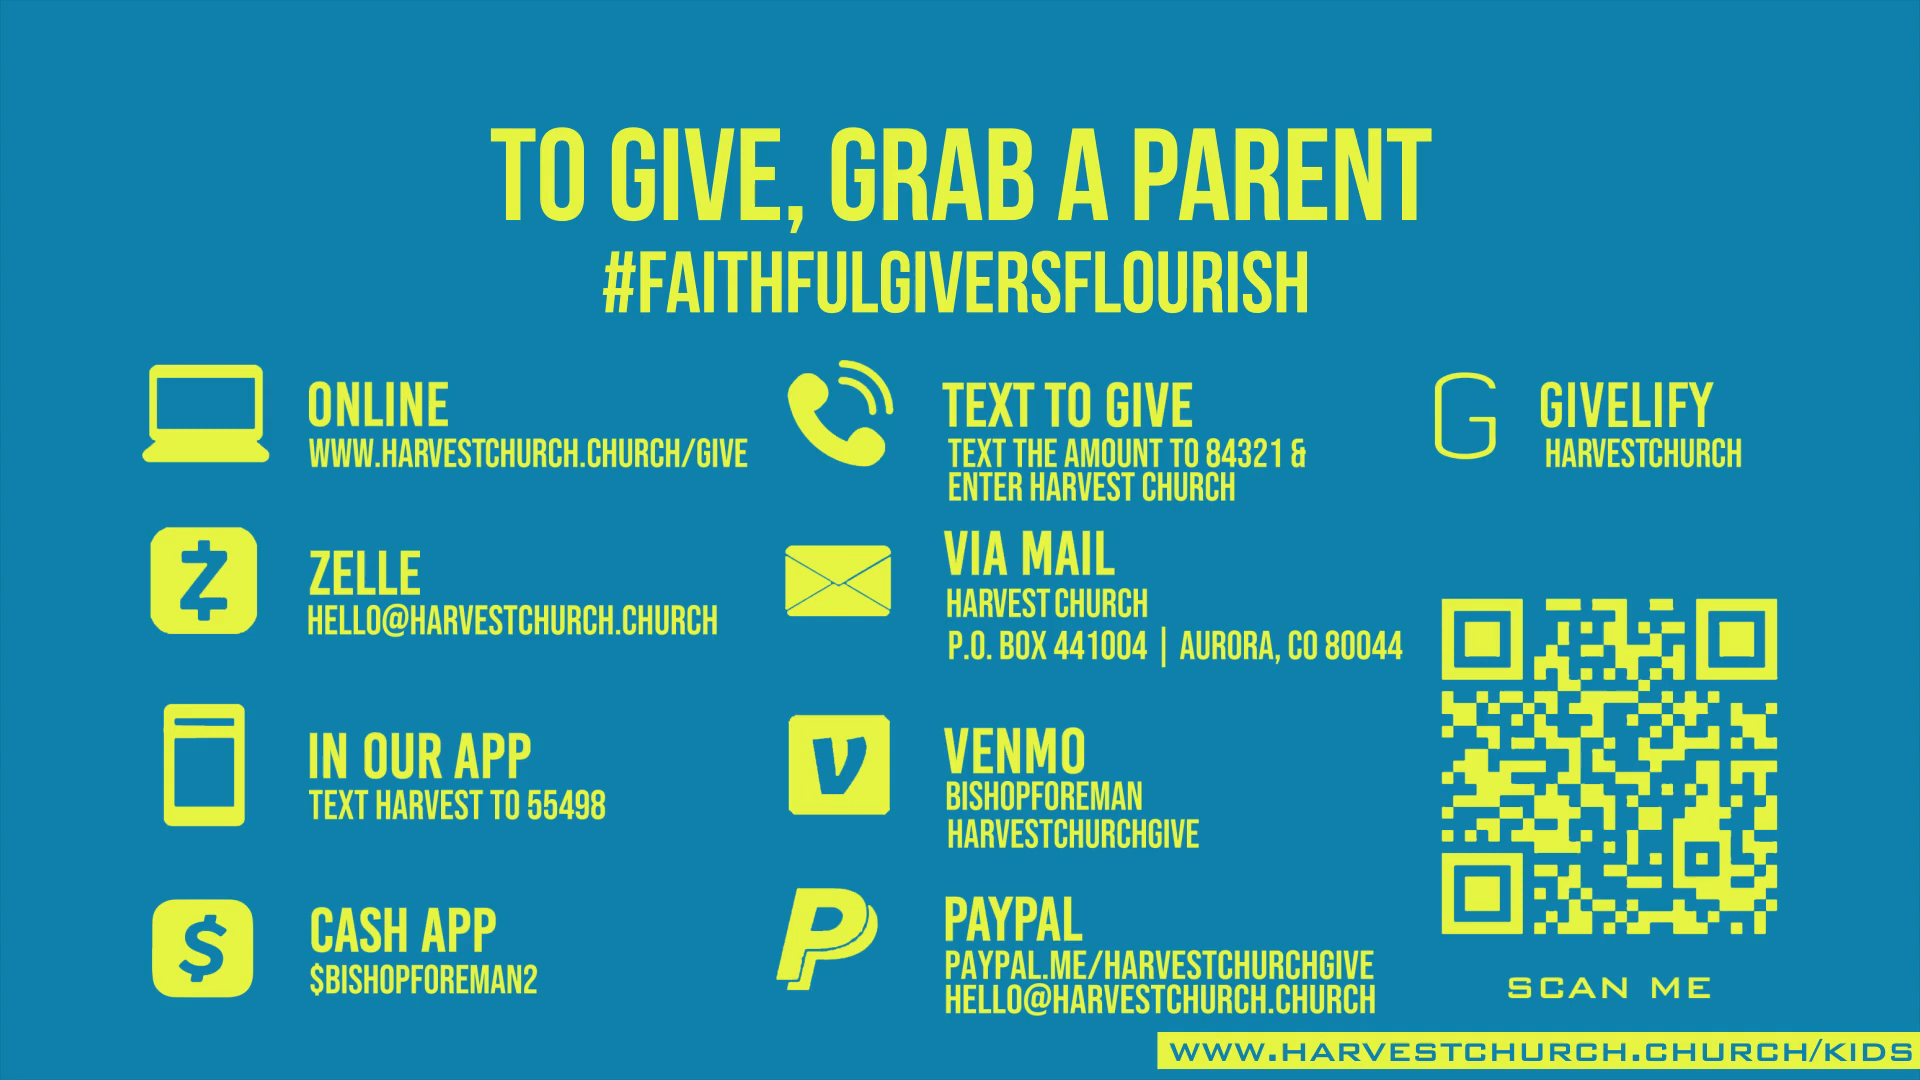 TO GIVE, GRAB A PARENT
#FAITHFULGIVERSFLOURISH
ONLINE
WWW.HARVESTCHURCH.CHURCH/GIVE
ZELLE
HELLO@HARVESTCHURCH.CHURCH
IN OUR APP
TEXT HARVEST TO 55498
CASH APP
$BISHOPFOREMAN2
TEXT TO GIVE
TEXT THE AMOUNT TO 84321 &
ENTER HARVEST CHURCH
VIA MAIL
HARVEST CHURCH
P.O. BOX 441004 | AURORA, CO 80044
VENMO
BISHOPFOREMAN
HARVESTCHURCHGIVE
PAYPAL
PAYPAL.ME/HARVESTCHURCHGIVE
HELLO@HARVESTCHURCH.CHURCH
G
GIVELIFY
HARVESTCHURCH
SCAN ME
WWW.HARVESTCHURCH.CHURCH/KIDS